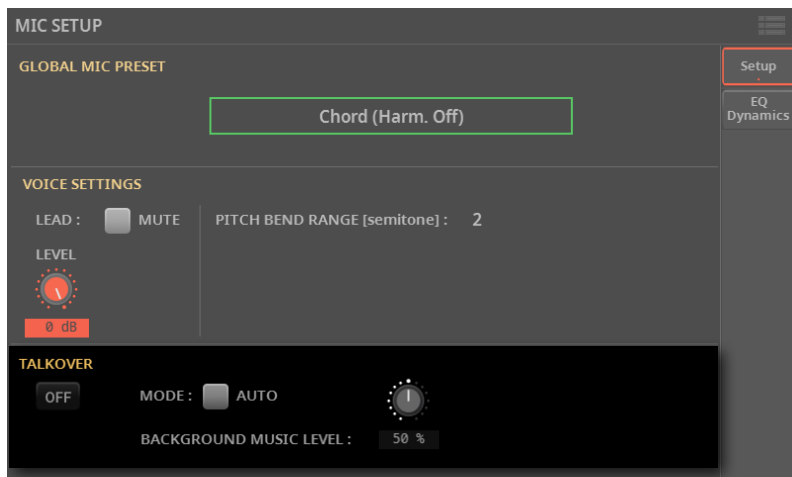 MIC SETUP
GLOBAL MIC PRESET
Setup
Chord (Harm. Off)
EQ
Dynamics
VOICE SETTINGS
LEAD : MUTE PITCH BEND RANGE [semitone] : 2
LEVEL
0 dB
TALKOVER
OFF MODE : AUTO
BACKGROUND MUSIC LEVEL : 50 %